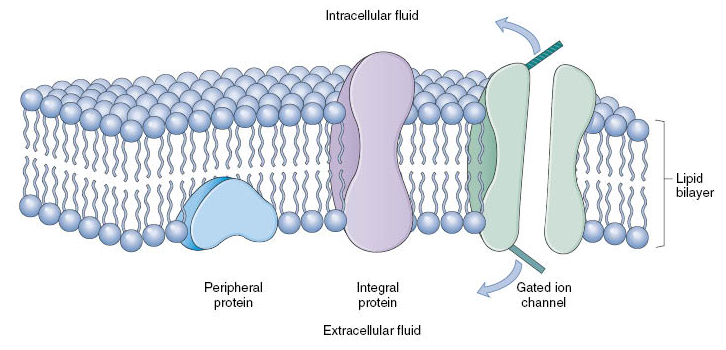 Intracellular fluid
Lipid
bilayer
Peripheral
protein
Integral
protein
Gated ion
channel
Extracellular fluid